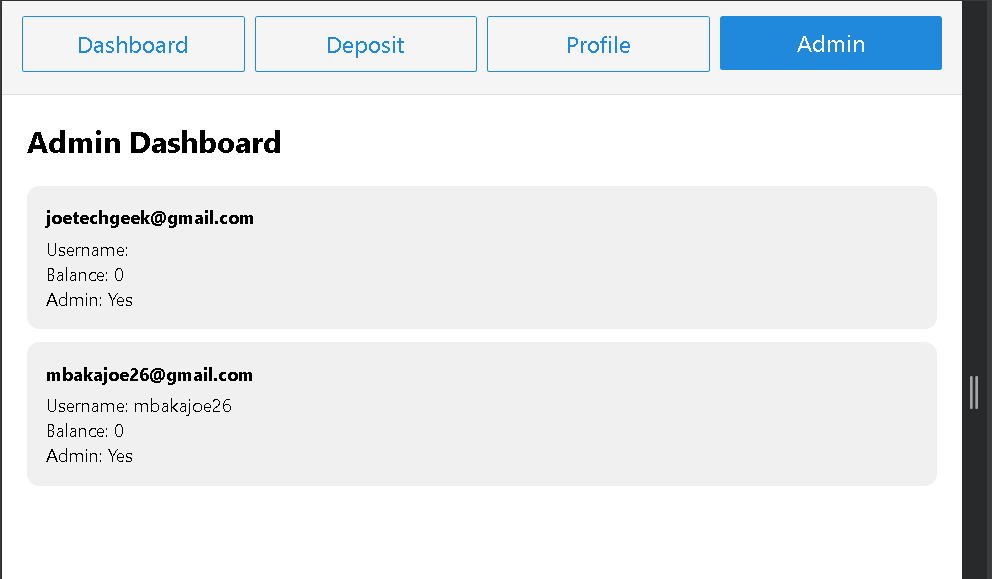 Dashboard
Deposit
Profile
Admin
Admin Dashboard
joetechgeek@gmail.com
Username:
Balance: 0
Admin: Yes
mbakajoe26@gmail.com
Username: mbakajoe26
Balance: 0
Admin: Yes